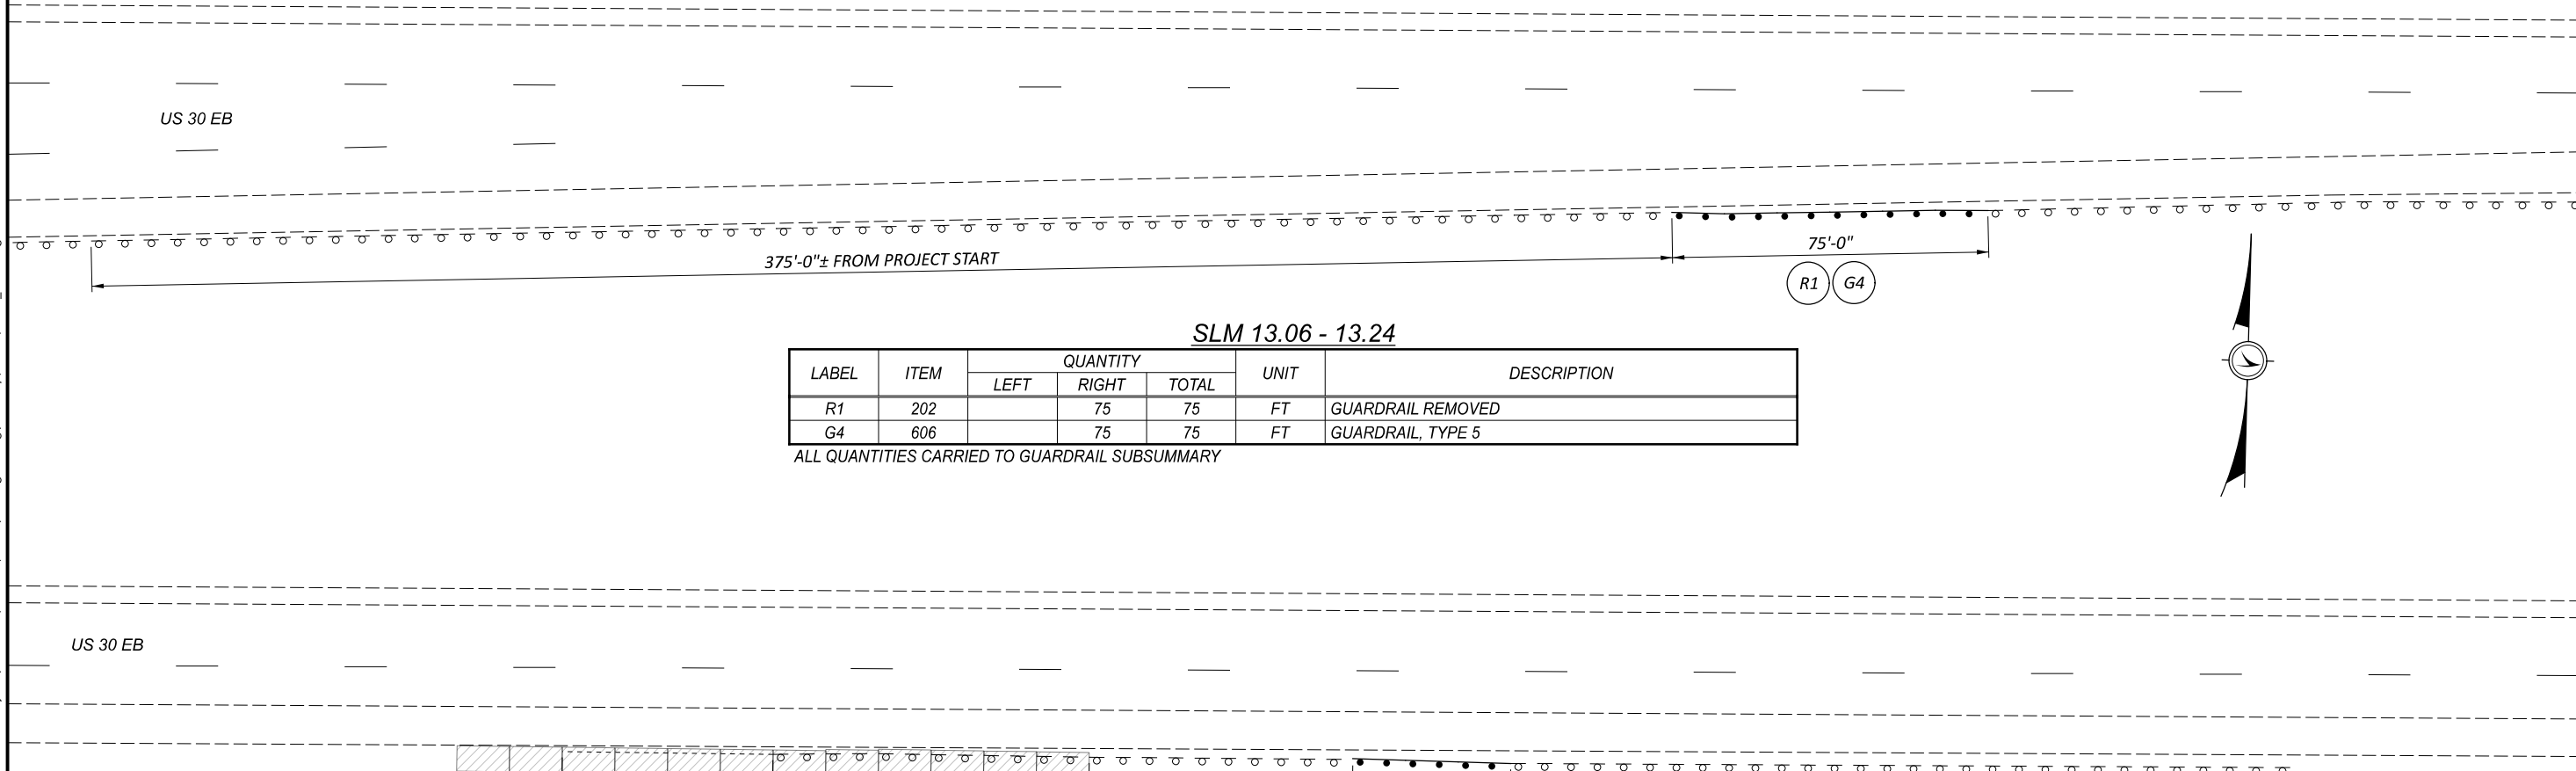 US 30 EB
375'-0"± FROM PROJECT START
75'-0"
R1 G4
SLM 13.06 - 13.24
LABEL ITEM QUANTITY UNIT DESCRIPTION
LEFT RIGHT TOTAL
R1 202 75 75 FT GUARDRAIL REMOVED
G4 606 75 75 FT GUARDRAIL, TYPE 5
ALL QUANTITIES CARRIED TO GUARDRAIL SUBSUMMARY
US 30 EB